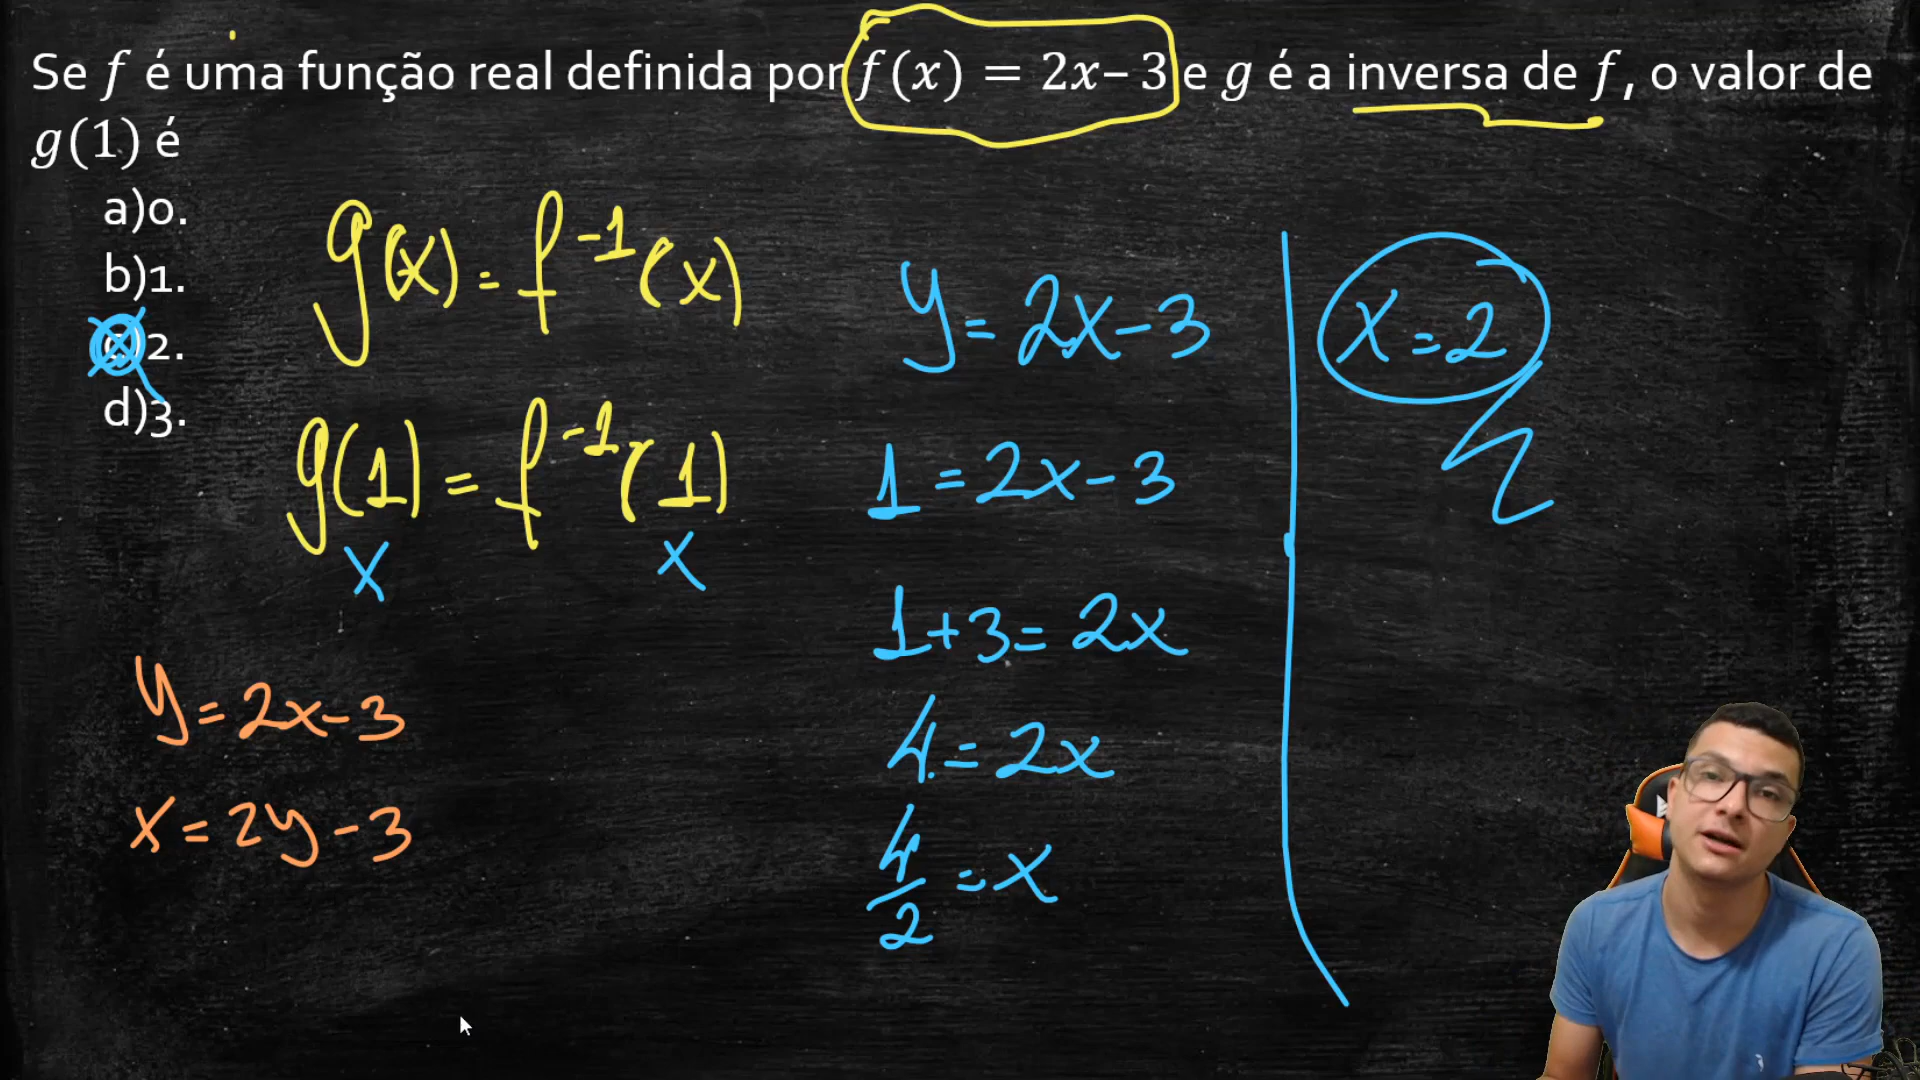 Se f é uma função real definida por f(x) = 2x–3 e g é a inversa de f, o valor de
g(1) é
a)0.
b)1.
c)2.
d)3.
g(x) = f⁻¹(x)
g(1) = f⁻¹(1)
x x
y = 2x-3
x = 2y-3
y = 2x-3
1 = 2x-3
1+3 = 2x
4 = 2x
4/2 = x
x = 2